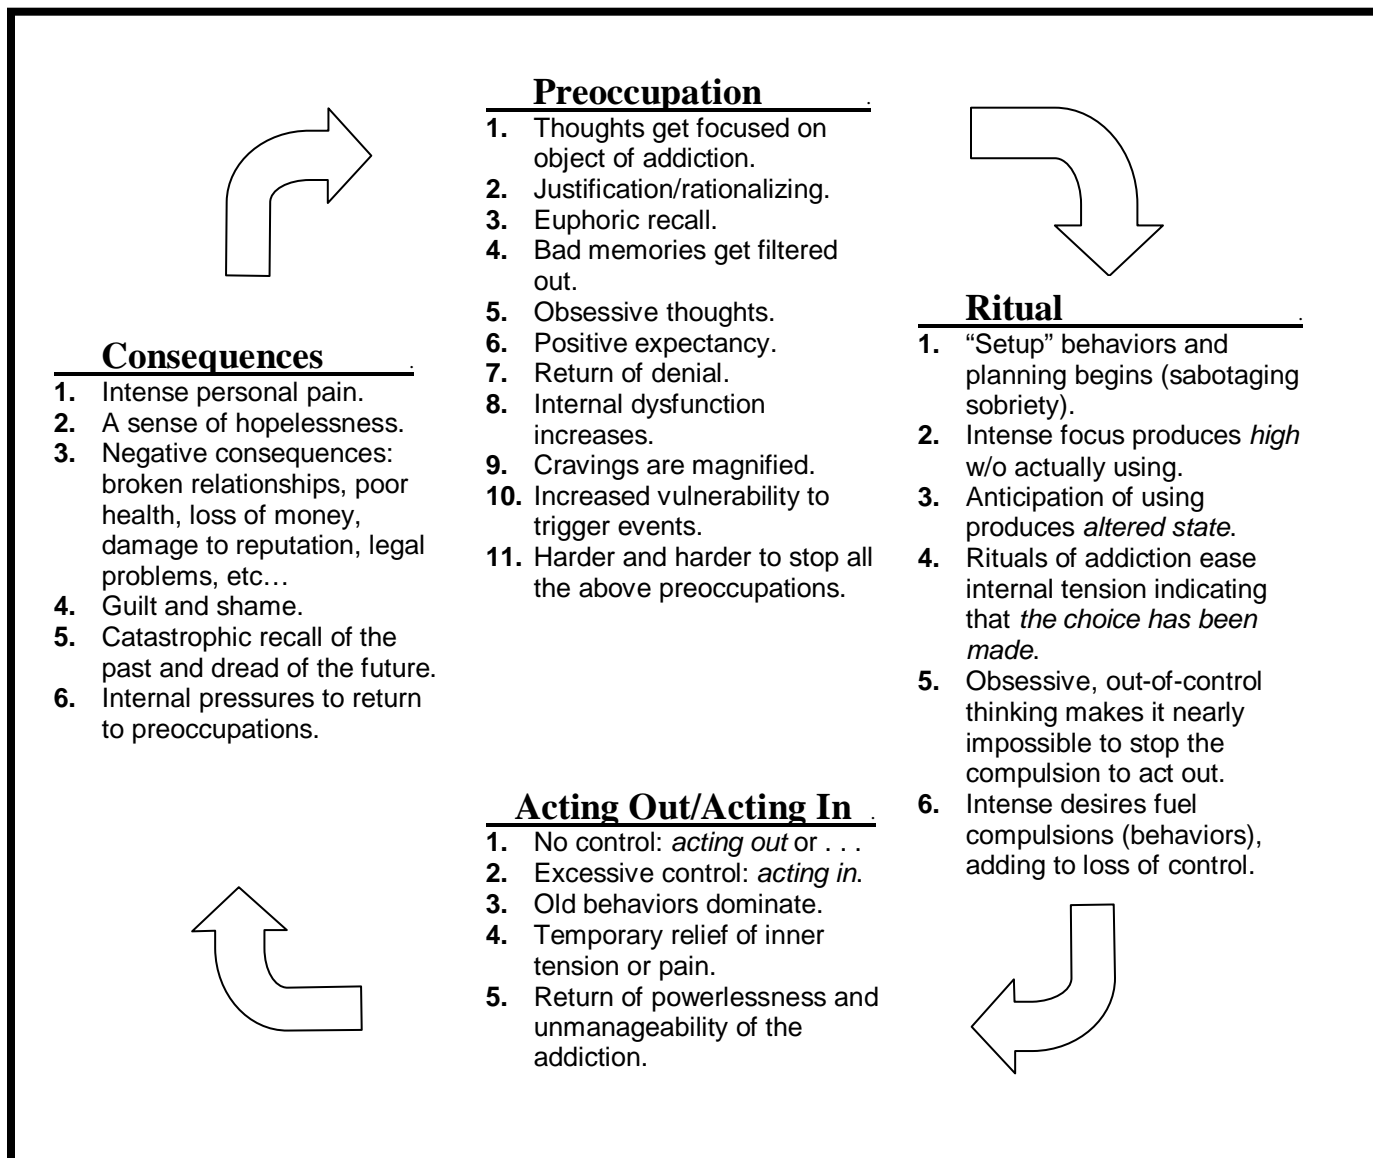 Preoccupation .
1. Thoughts get focused on
object of addiction.
2. Justification/rationalizing.
3. Euphoric recall.
4. Bad memories get filtered
out.
5. Obsessive thoughts.
6. Positive expectancy.
7. Return of denial.
8. Internal dysfunction
increases.
9. Cravings are magnified.
10. Increased vulnerability to
trigger events.
11. Harder and harder to stop all
the above preoccupations.
Ritual .
1. “Setup” behaviors and
planning begins (sabotaging
sobriety).
2. Intense focus produces high
w/o actually using.
3. Anticipation of using
produces altered state.
4. Rituals of addiction ease
internal tension indicating
that the choice has been
made.
5. Obsessive, out-of-control
thinking makes it nearly
impossible to stop the
compulsion to act out.
6. Intense desires fuel
compulsions (behaviors),
adding to loss of control.
Acting Out/Acting In .
1. No control: acting out or . . .
2. Excessive control: acting in.
3. Old behaviors dominate.
4. Temporary relief of inner
tension or pain.
5. Return of powerlessness and
unmanageability of the
addiction.
Consequences .
1. Intense personal pain.
2. A sense of hopelessness.
3. Negative consequences:
broken relationships, poor
health, loss of money,
damage to reputation, legal
problems, etc…
4. Guilt and shame.
5. Catastrophic recall of the
past and dread of the future.
6. Internal pressures to return
to preoccupations.